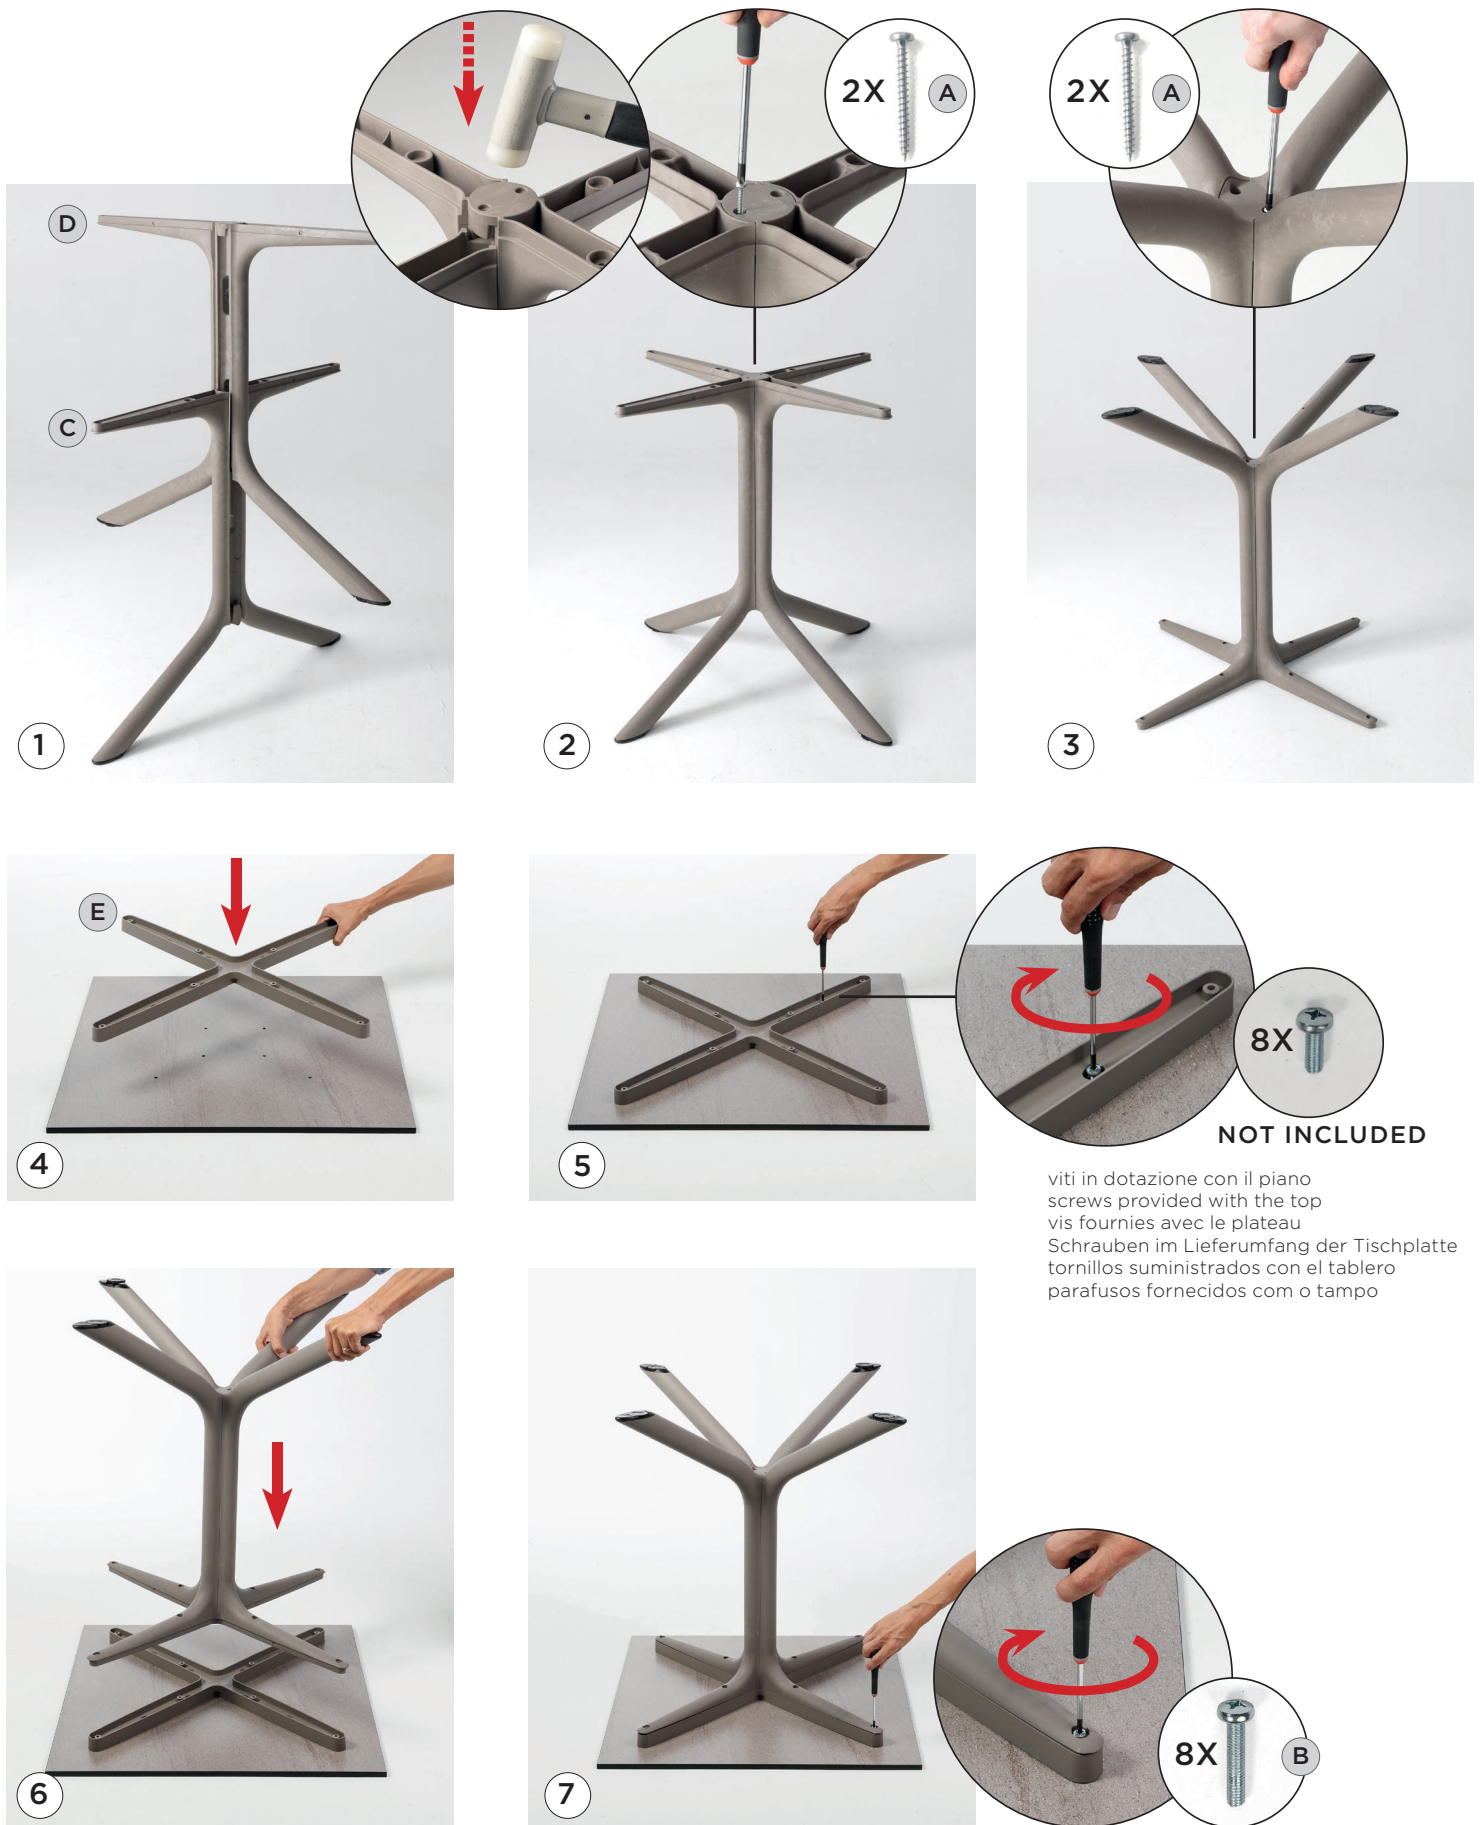 2X A
2X A
D
C
1
2
3
E
4
5
8X
NOT INCLUDED
viti in dotazione con il piano
screws provided with the top
vis fournies avec le plateau
Schrauben im Lieferumfang der Tischplatte
tornillos suministrados con el tablero
parafusos fornecidos com o tampo
6
7
8X B